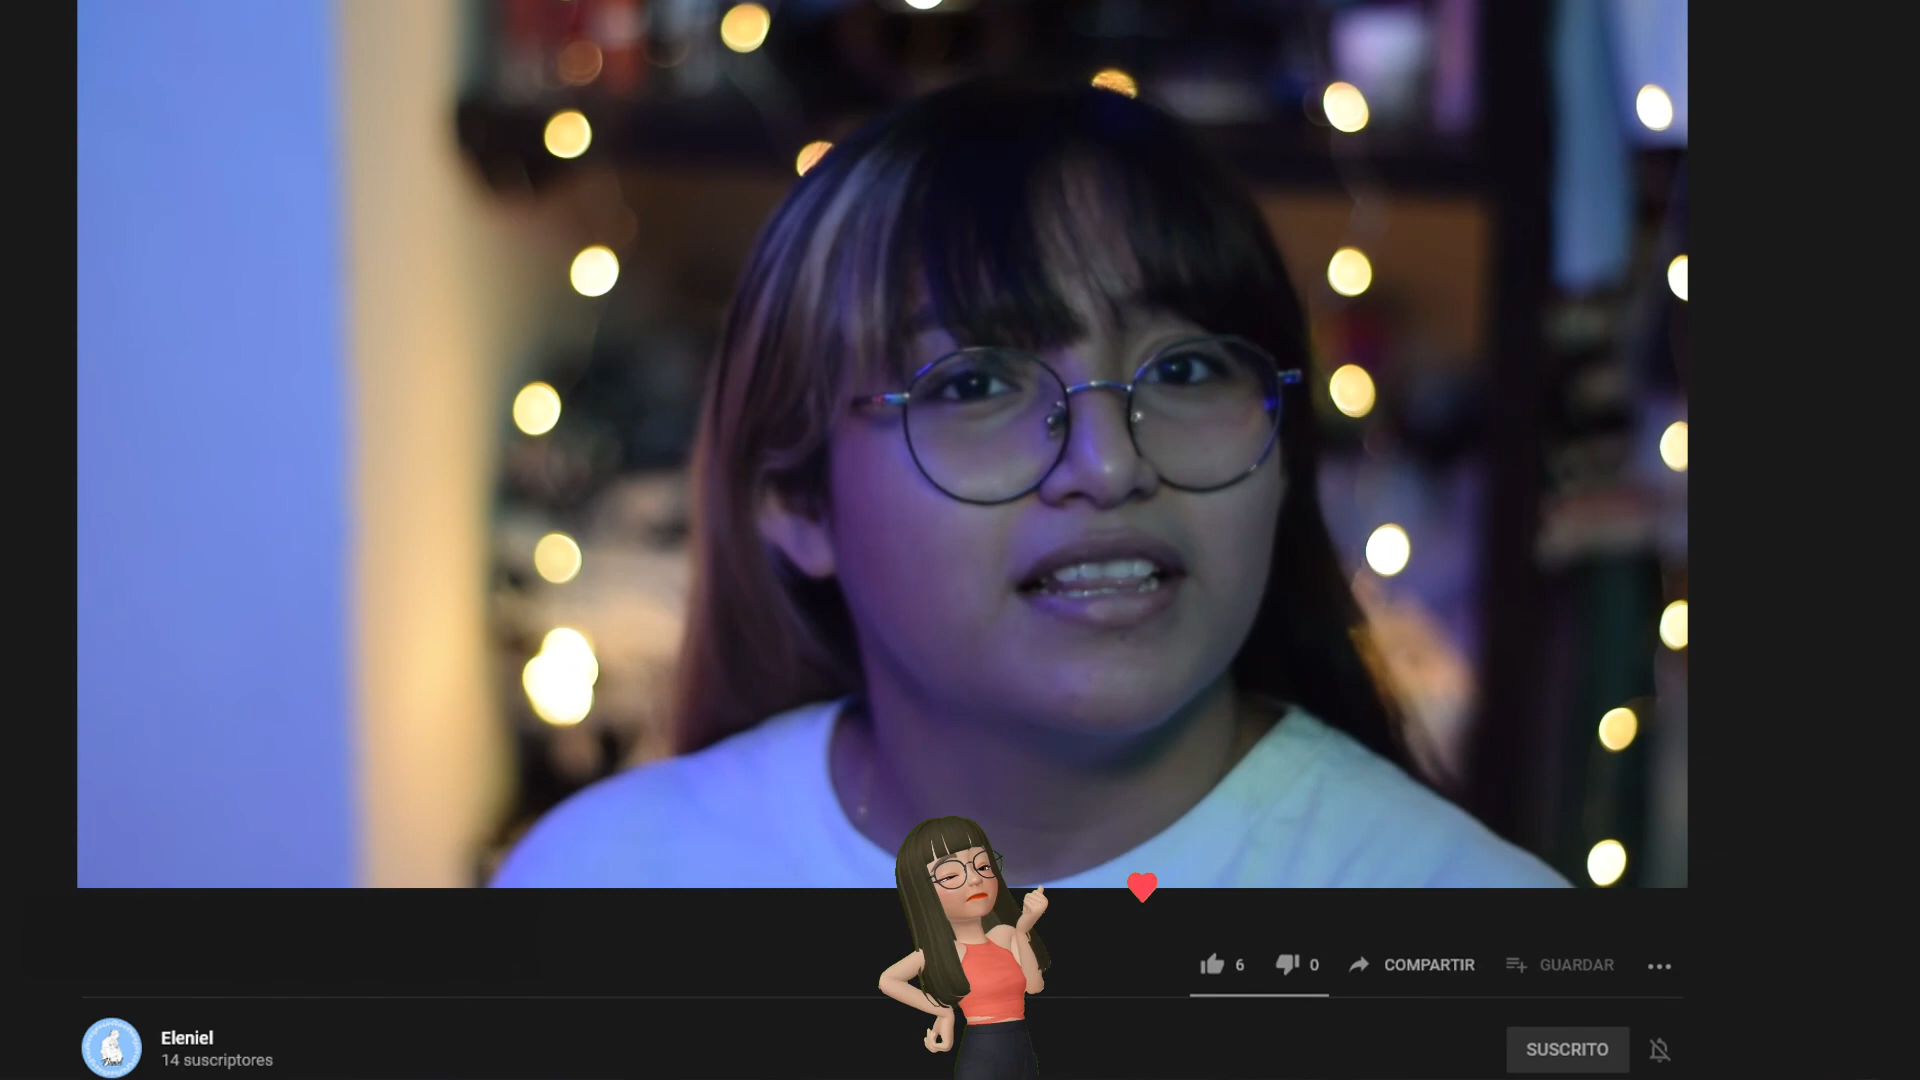 6
0
COMPARTIR
GUARDAR
Eleniel
14 suscriptores
SUSCRITO